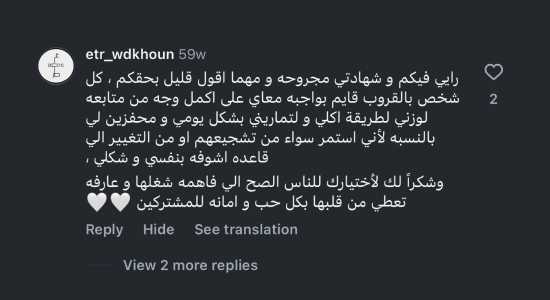 etr_wdkhoun 59w
رايي فيكم و شهادتي مجروحه و مهما اقول قليل بحقكم ، كل
شخص بالقروب قايم بواجبه معاي على اكمل وجه من متابعه
لوزني لطريقة اكلي و لتماريني بشكل يومي و محفزين لي
بالنسبه لأني استمر سواء من تشجيعهم او من التغيير الي
قاعده اشوفه بنفسي و شكلي ،
وشكراً لك لأختيارك للناس الصح الي فاهمه شغلها و عارفه
تعطي من قلبها بكل حب و امانه للمشتركين 🤍🤍
2
Reply Hide See translation
View 2 more replies